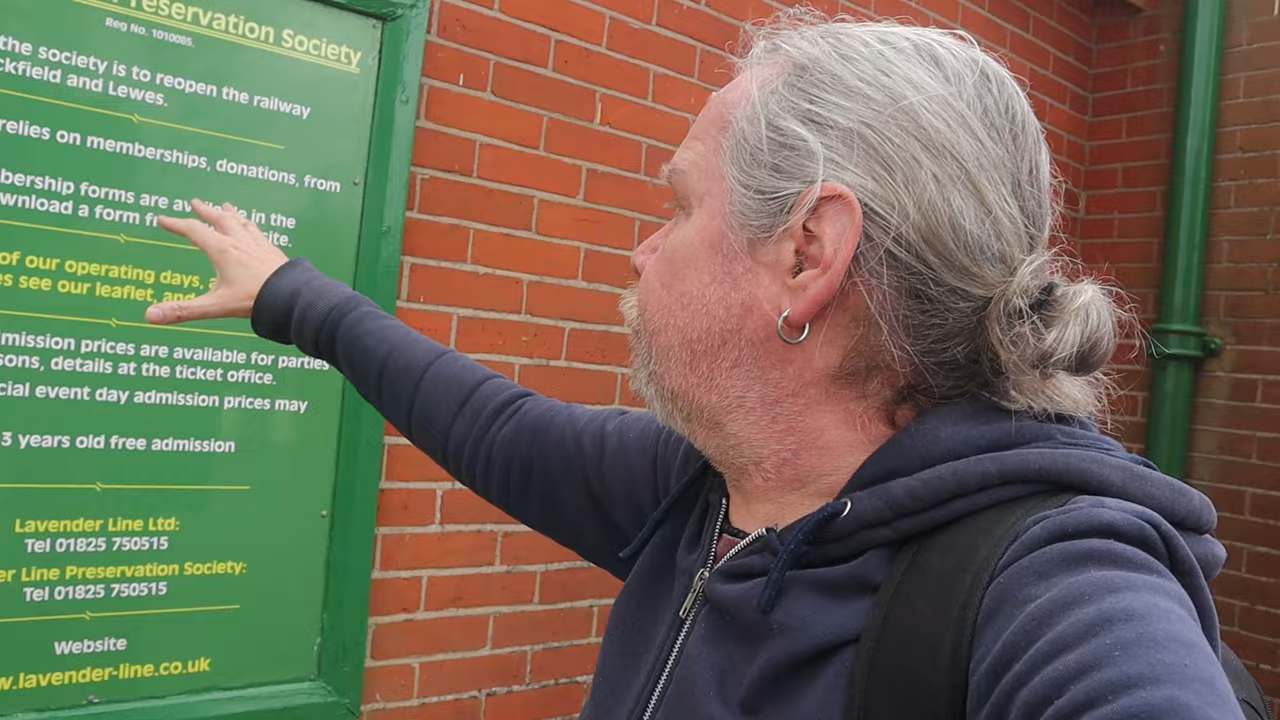 Preservation Society
Reg No. 1010085.
the society is to reopen the railway
ckfield and Lewes.
relies on memberships, donations, from
bership forms are in the
wnload a form
of our operating days,
es see our leaflet, and
mission prices are available for parties
sons, details at the ticket office.
cial event day admission prices may
3 years old free admission
Lavender Line Ltd:
Tel 01825 750515
er Line Preservation Society:
Tel 01825 750515
Website
w.lavender-line.co.uk